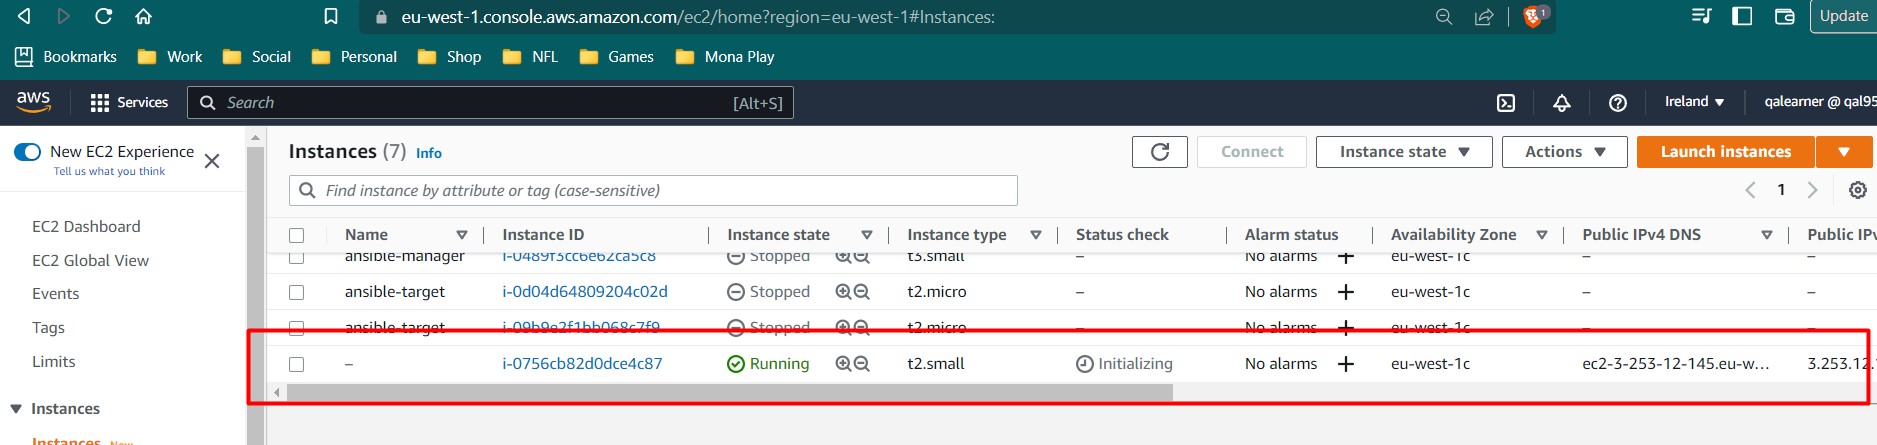 eu-west-1.console.aws.amazon.com/ec2/home?region=eu-west-1#Instances:
1
Update
Bookmarks Work Social Personal Shop NFL Games Mona Play
aws Services Search [Alt+S] Ireland qalearner @ qal95
New EC2 Experience
Tell us what you think
Instances (7) Info
Connect Instance state Actions Launch instances
Find instance by attribute or tag (case-sensitive)
1
Name Instance ID Instance state Instance type Status check Alarm status Availability Zone Public IPv4 DNS Public IPv
ansible-manager i-0489f3cc6e62ca5c8 Stopped t3.small – No alarms + eu-west-1c – –
ansible-target i-0d04d64809204c02d Stopped t2.micro – No alarms + eu-west-1c – –
ansible-target i-09b9e2f1bb068c7f9 Stopped t2.micro – No alarms + eu-west-1c – –
– i-0756cb82d0dce4c87 Running t2.small Initializing No alarms + eu-west-1c ec2-3-253-12-145.eu-w... 3.253.12.
EC2 Dashboard
EC2 Global View
Events
Tags
Limits
Instances
Instances New